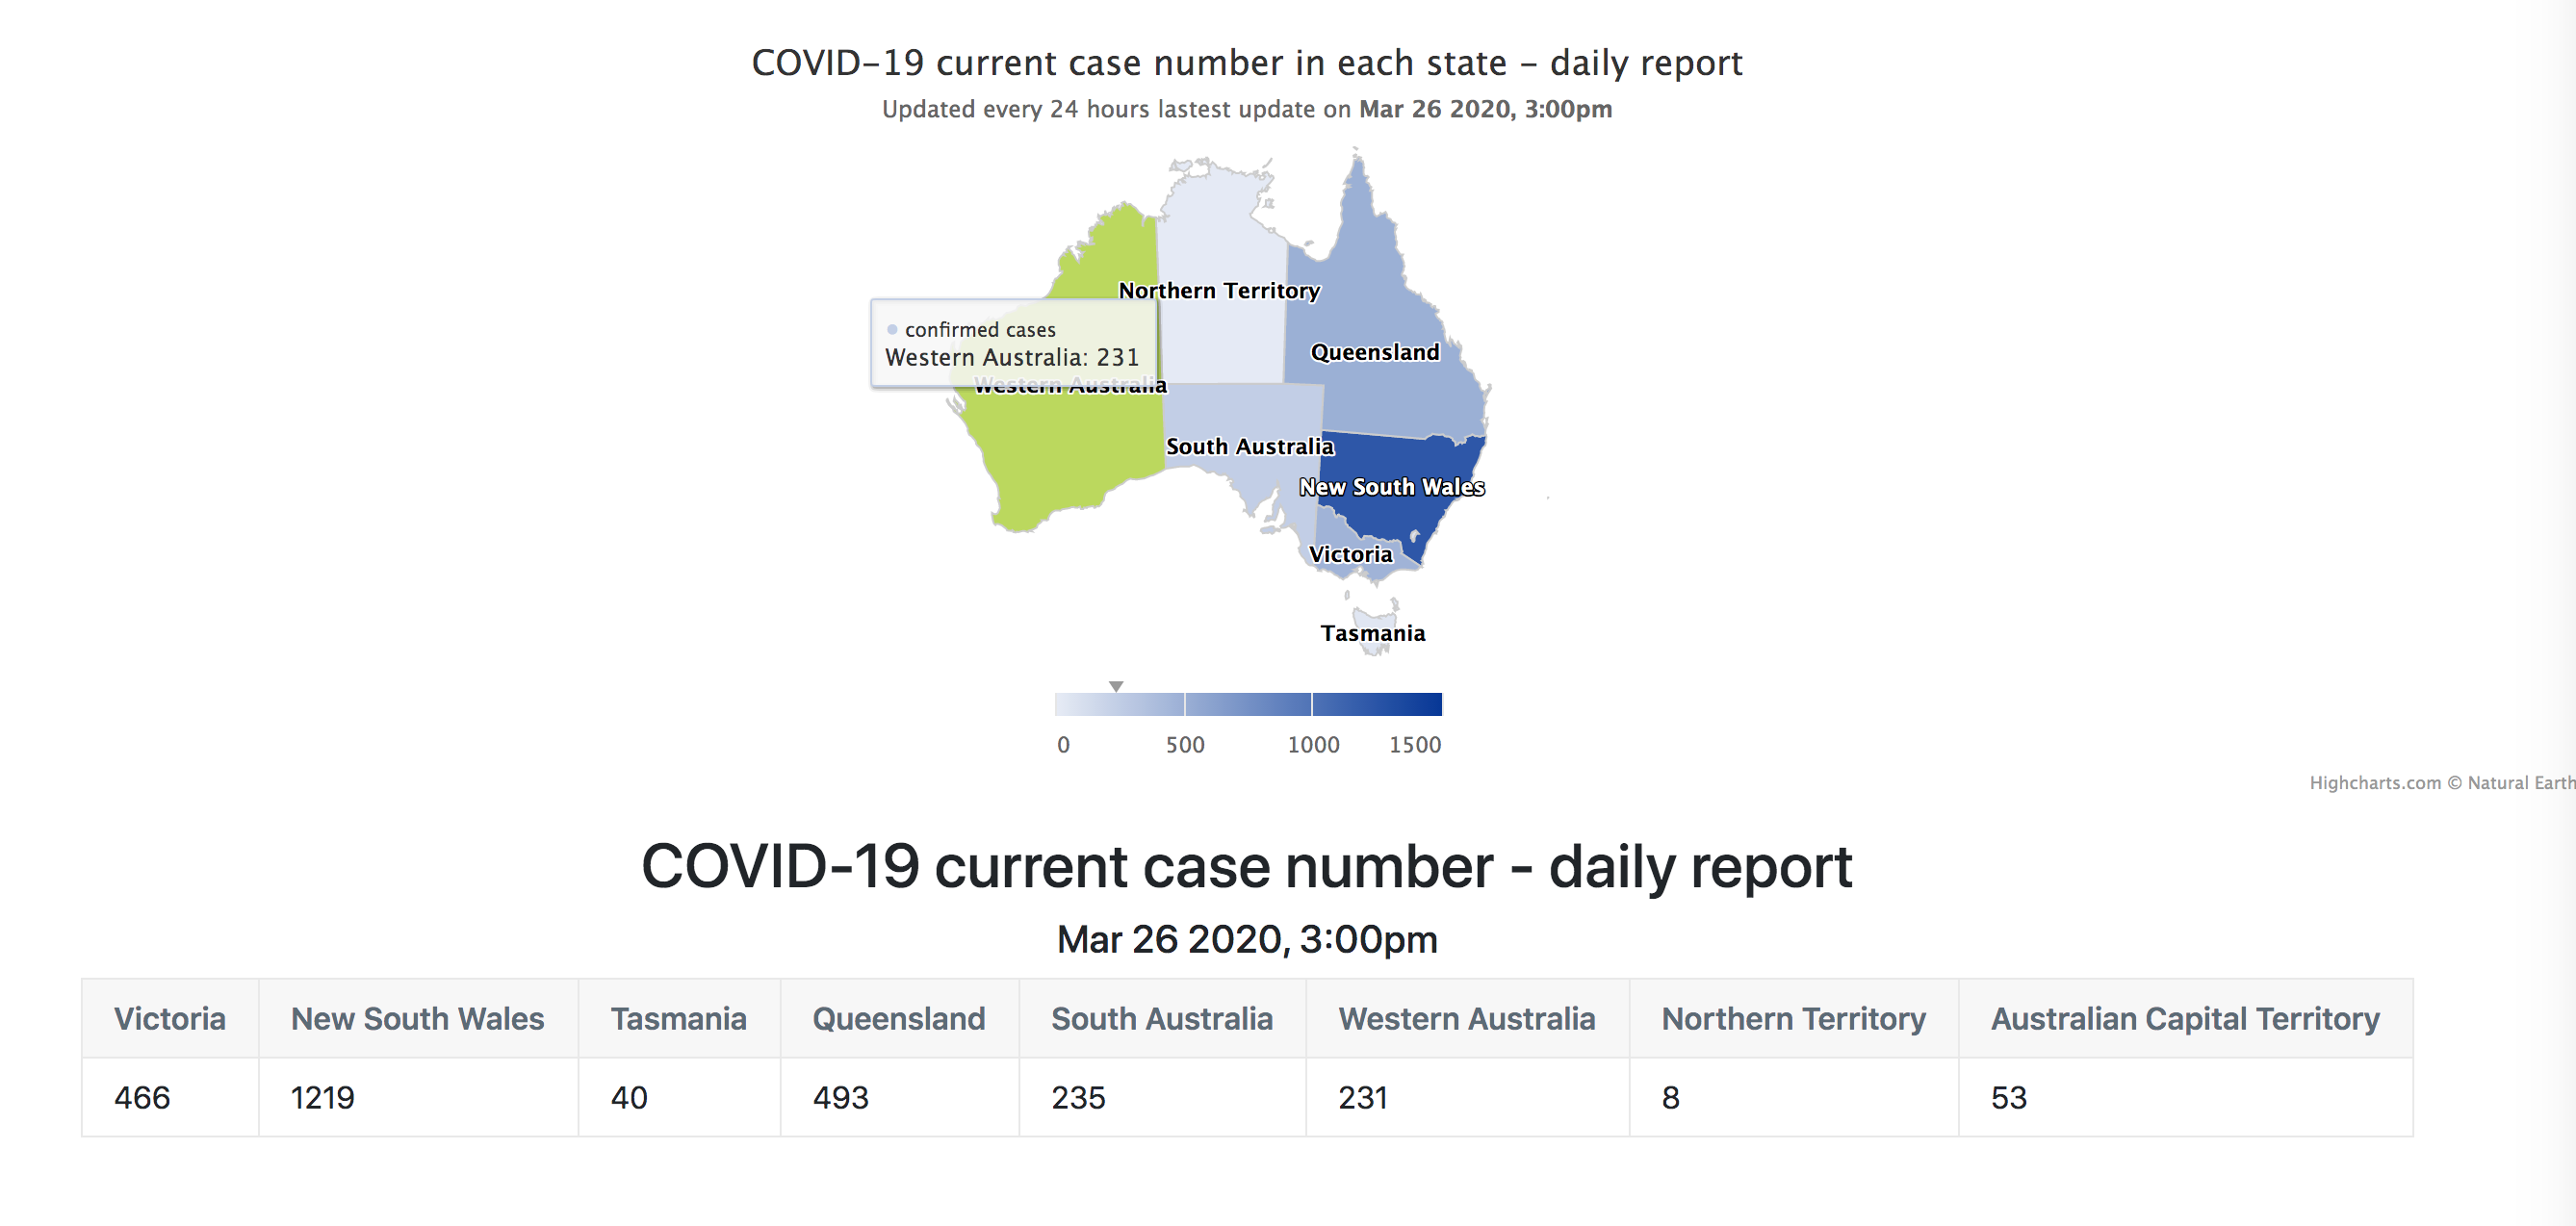 COVID-19 current case number in each state - daily report
Updated every 24 hours lastest update on Mar 26 2020, 3:00pm
Northern Territory
confirmed cases
Western Australia: 231
Queensland
Western Australia
South Australia
New South Wales
Victoria
Tasmania
0 500 1000 1500
Highcharts.com © Natural Earth
COVID-19 current case number - daily report
Mar 26 2020, 3:00pm
Victoria New South Wales Tasmania Queensland South Australia Western Australia Northern Territory Australian Capital Territory
466 1219 40 493 235 231 8 53